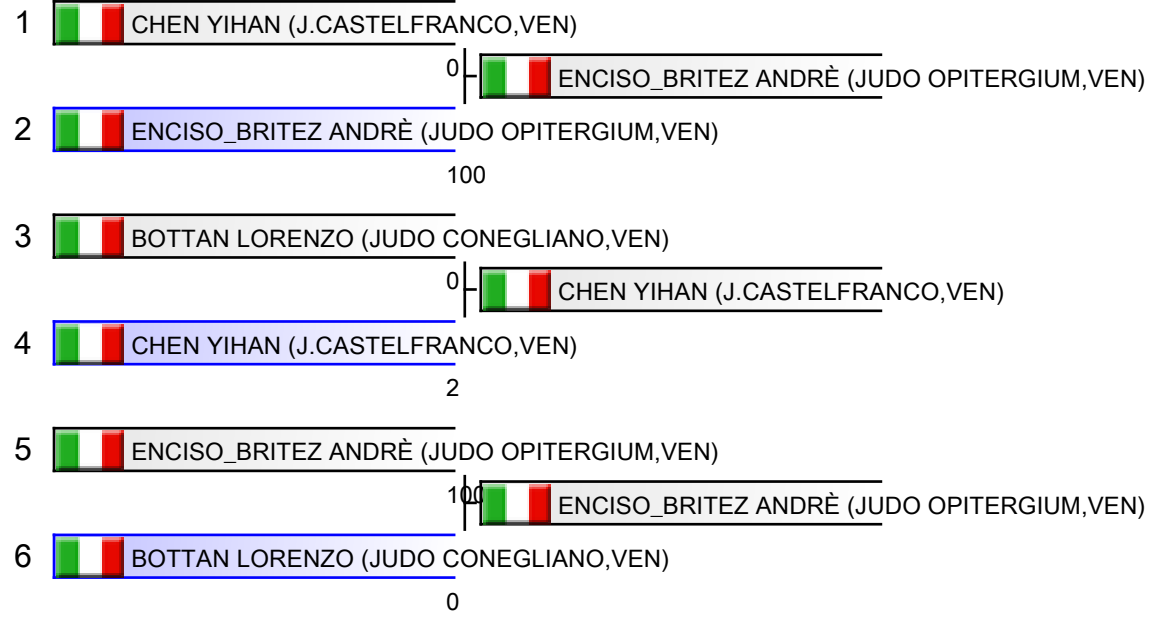 1 CHEN YIHAN (J.CASTELFRANCO,VEN)
0 ENCISO_BRITEZ ANDRÈ (JUDO OPITERGIUM,VEN)
2 ENCISO_BRITEZ ANDRÈ (JUDO OPITERGIUM,VEN)
100
3 BOTTAN LORENZO (JUDO CONEGLIANO,VEN)
0 CHEN YIHAN (J.CASTELFRANCO,VEN)
4 CHEN YIHAN (J.CASTELFRANCO,VEN)
2
5 ENCISO_BRITEZ ANDRÈ (JUDO OPITERGIUM,VEN)
100 ENCISO_BRITEZ ANDRÈ (JUDO OPITERGIUM,VEN)
6 BOTTAN LORENZO (JUDO CONEGLIANO,VEN)
0